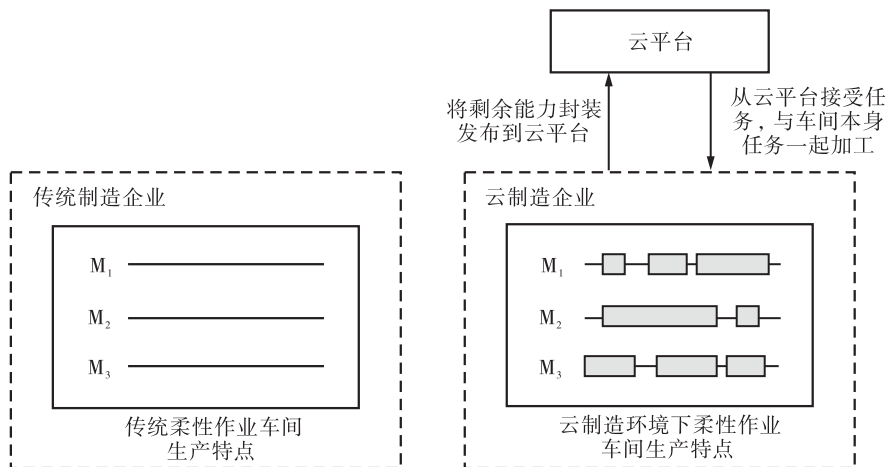 云平台
将剩余能力封装
发布到云平台
从云平台接受任
务，与车间本身
任务一起加工
传统制造企业
M₁
M₂
M₃
传统柔性作业车间
生产特点
云制造企业
M₁
M₂
M₃
云制造环境下柔性作业
车间生产特点